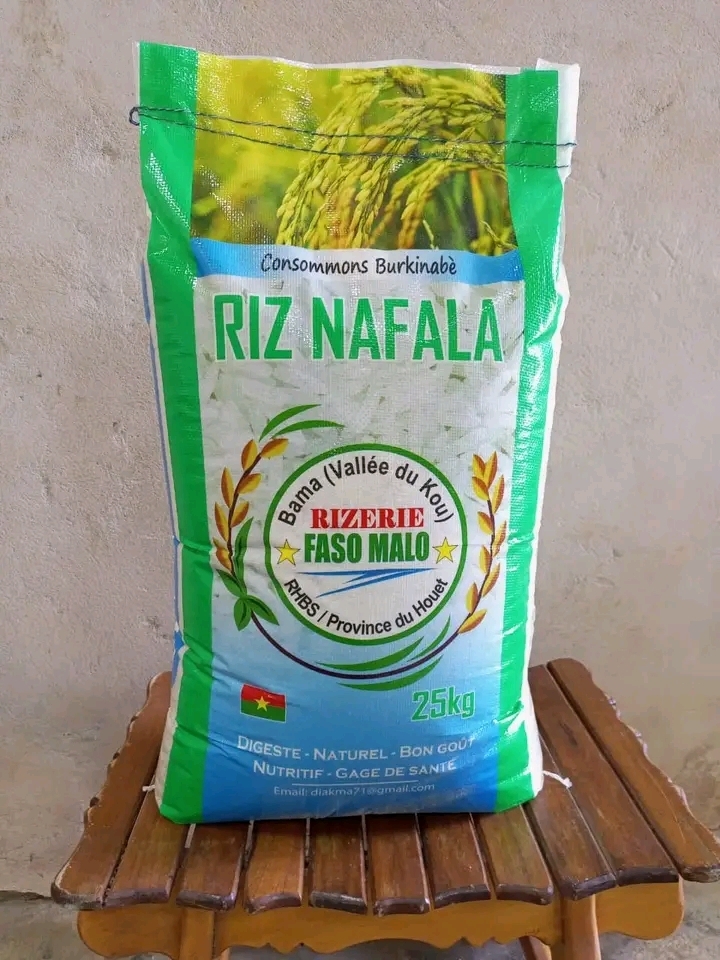 Consommons Burkinabè
RIZ NAFALA
Bama (Vallée du Kou)
RIZERIE
FASO MALO
RHBS / Province du Houet
25kg
DIGESTE - NATUREL - BON GOÛT
NUTRITIF - GAGE DE SANTÉ
Email: diakma71@gmail.com